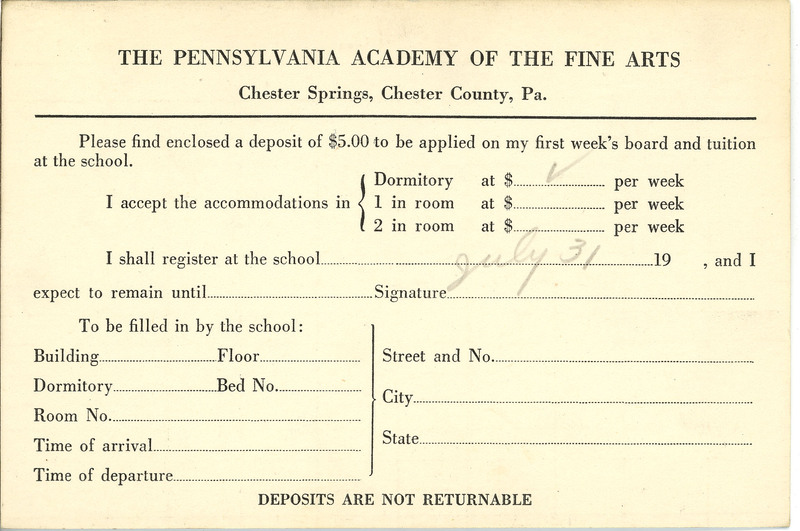 THE PENNSYLVANIA ACADEMY OF THE FINE ARTS
Chester Springs, Chester County, Pa.
Please find enclosed a deposit of $5.00 to be applied on my first week's board and tuition
at the school.
I accept the accommodations in { Dormitory at $ ✓ per week
1 in room at $ per week
2 in room at $ per week
I shall register at the school July 31 19 , and I
expect to remain until Signature
To be filled in by the school:
Building Floor
Dormitory Bed No.
Room No.
Time of arrival
Time of departure
Street and No.
City
State
DEPOSITS ARE NOT RETURNABLE